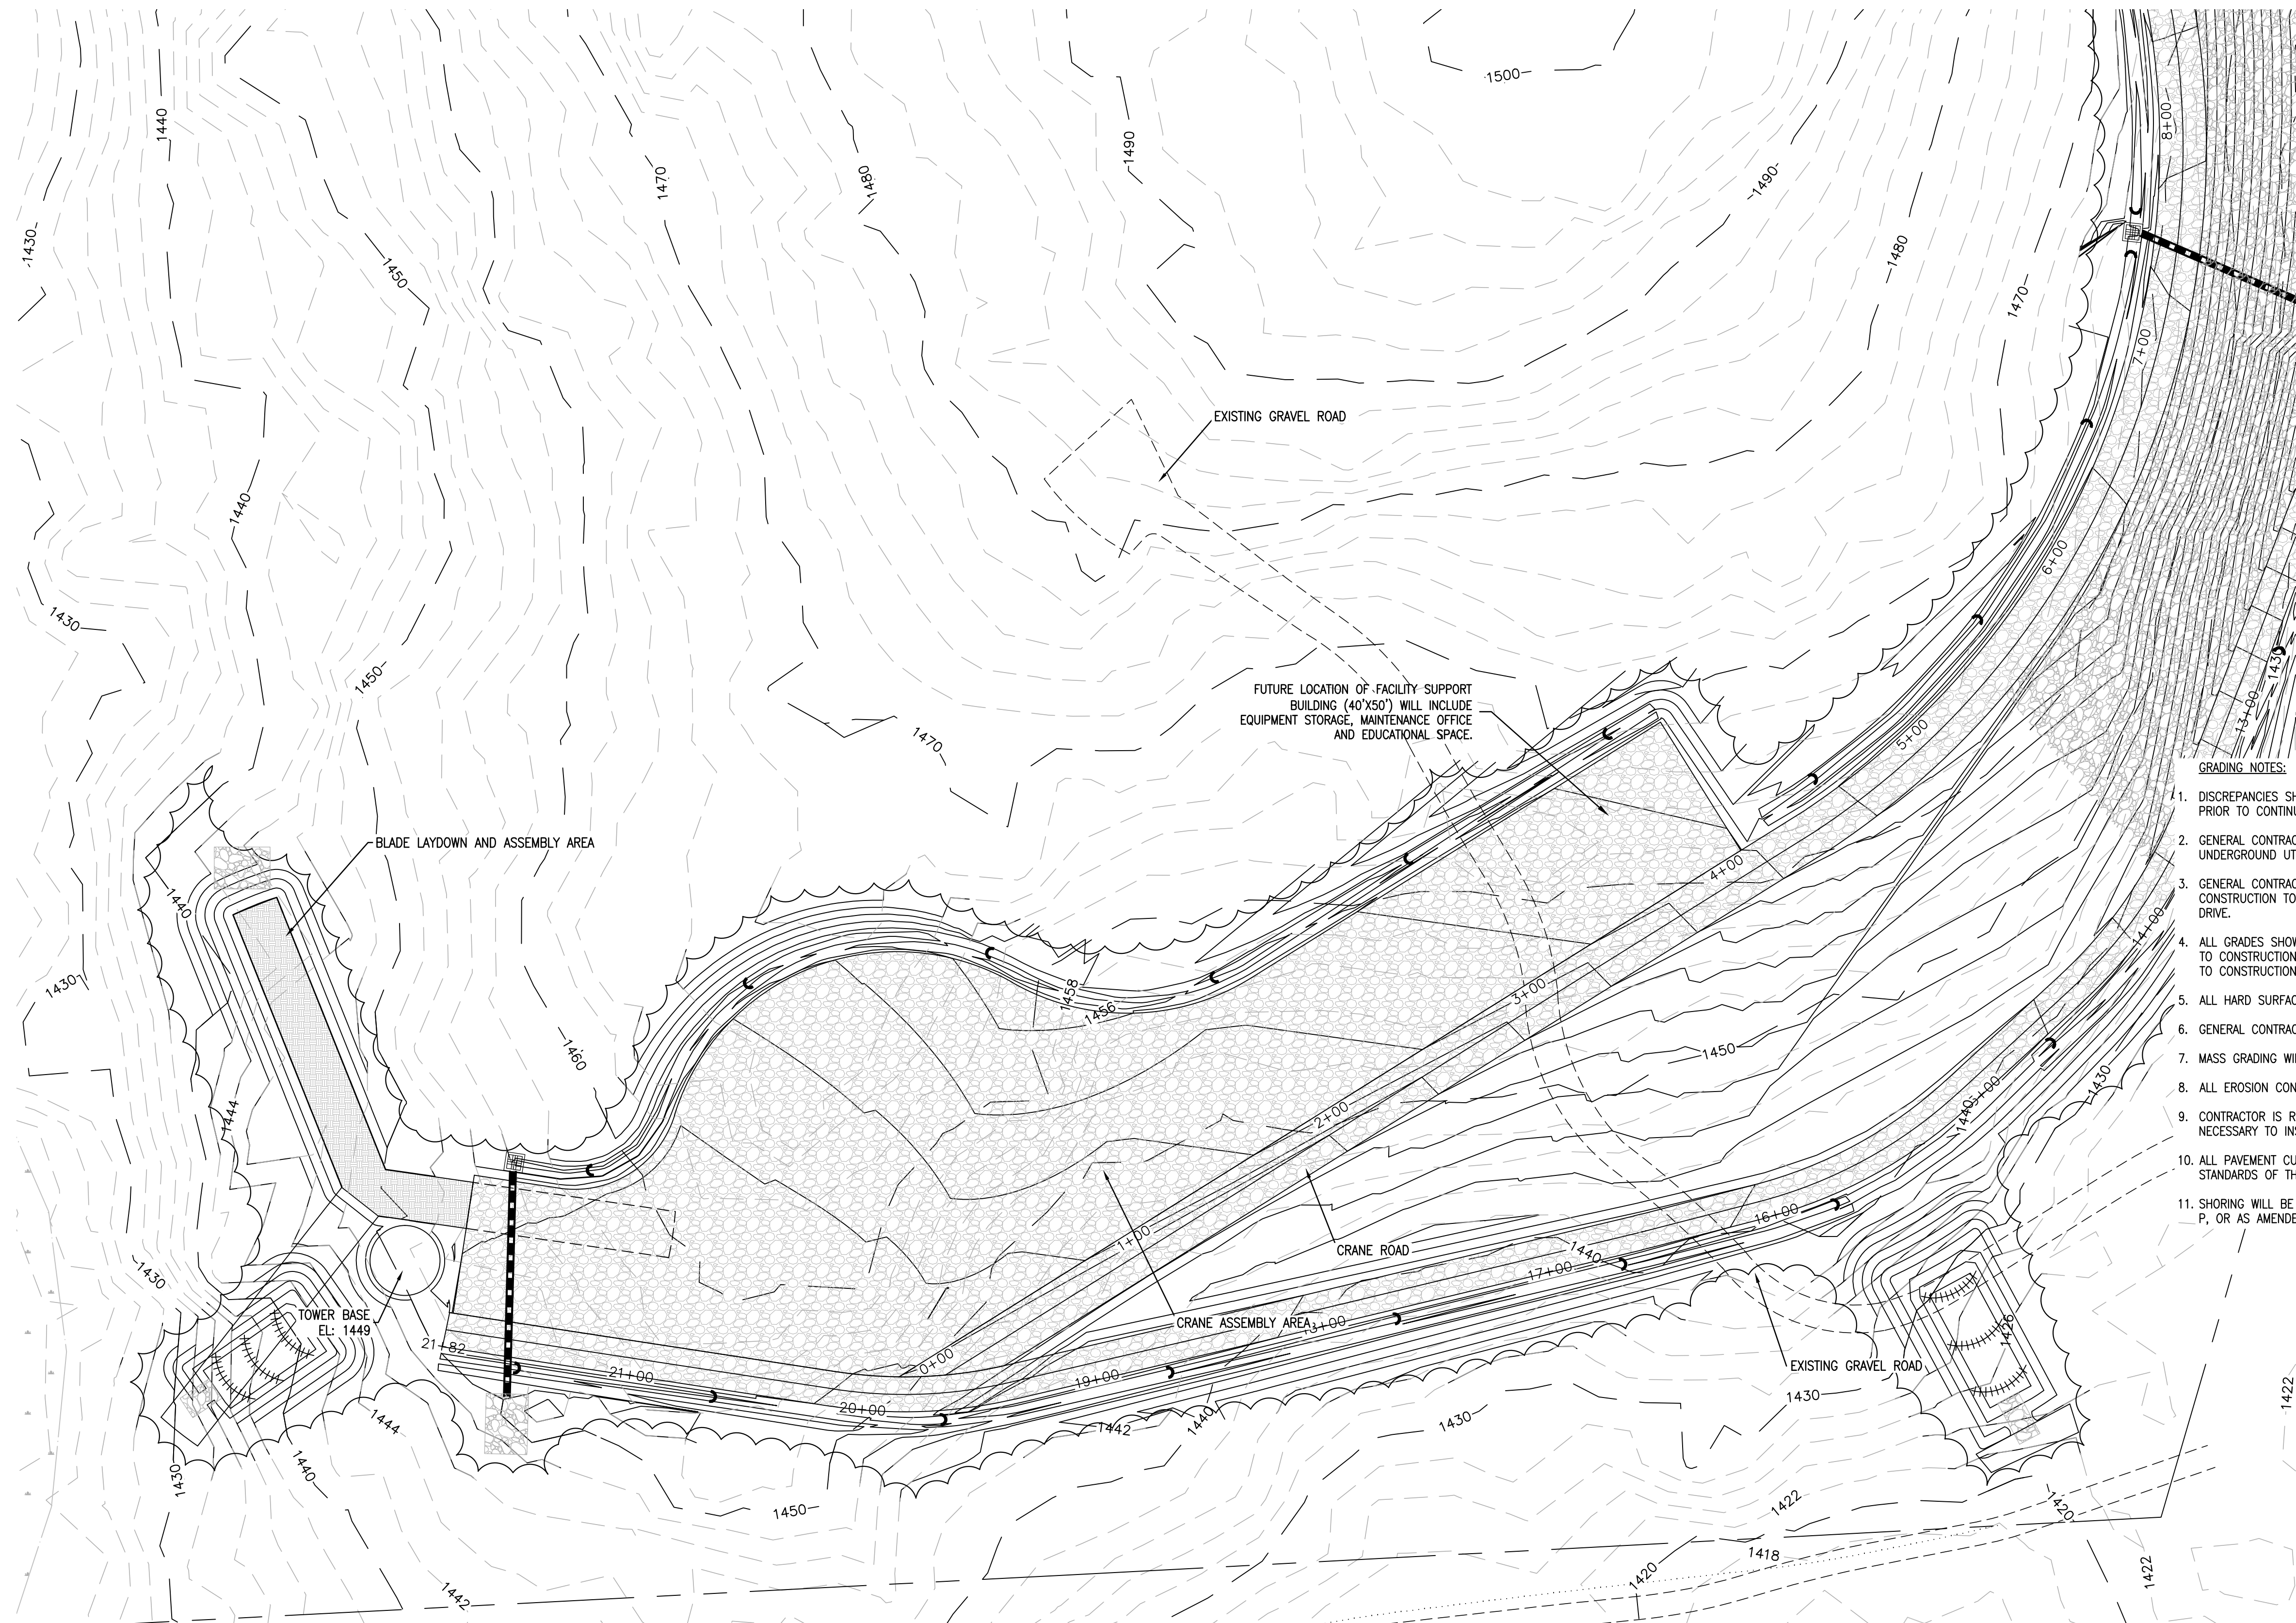 1500
1440
1490
8+00
1470
1480
1490
1430
1480
1450
1470
7+00
EXISTING GRAVEL ROAD
1440
6+00
1430
1430
1450
FUTURE LOCATION OF FACILITY SUPPORT
BUILDING (40'X50') WILL INCLUDE
EQUIPMENT STORAGE, MAINTENANCE OFFICE
AND EDUCATIONAL SPACE.
13+00
5+00
1470
GRADING NOTES:
1. DISCREPANCIES SH
PRIOR TO CONTINU
2. GENERAL CONTRAC
UNDERGROUND UT
3. GENERAL CONTRAC
CONSTRUCTION TO
DRIVE.
4. ALL GRADES SHOW
TO CONSTRUCTION
TO CONSTRUCTION
5. ALL HARD SURFAC
6. GENERAL CONTRAC
7. MASS GRADING WI
8. ALL EROSION CON
9. CONTRACTOR IS R
NECESSARY TO INS
10. ALL PAVEMENT CU
STANDARDS OF TH
11. SHORING WILL BE
P, OR AS AMENDE
BLADE LAYDOWN AND ASSEMBLY AREA
4+00
1440
14+00
1430
1458
3+00
1456
1460
1450
1430
1444
2+00
1440
1+00
16+00
CRANE ROAD
1440
1430
17+00
TOWER BASE
EL: 1449
CRANE ASSEMBLY AREA
21+82
0+00
1426
EXISTING GRAVEL ROAD
21+00
19+00
1430
1422
20+00
1444
1442
1440
1430
1430
1440
1450
1422
1420
1418
1442
1420
1422